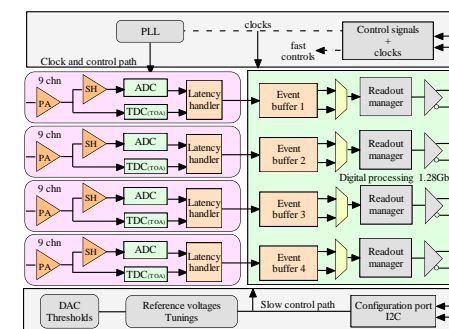 PLL
clocks
Control signals
+
clocks
fast
controls
Clock and control path
9 chn
PA
SH
ADC
TDC(TOA)
Latency
handler
Event
buffer 1
Readout
manager
9 chn
PA
SH
ADC
TDC(TOA)
Latency
handler
Event
buffer 2
Readout
manager
Digital processing 1.28Gb
9 chn
PA
SH
ADC
TDC(TOA)
Latency
handler
Event
buffer 3
Readout
manager
9 chn
PA
SH
ADC
TDC(TOA)
Latency
handler
Event
buffer 4
Readout
manager
DAC
Thresholds
Reference voltages
Tunings
Slow control path
Configuration port
I2C